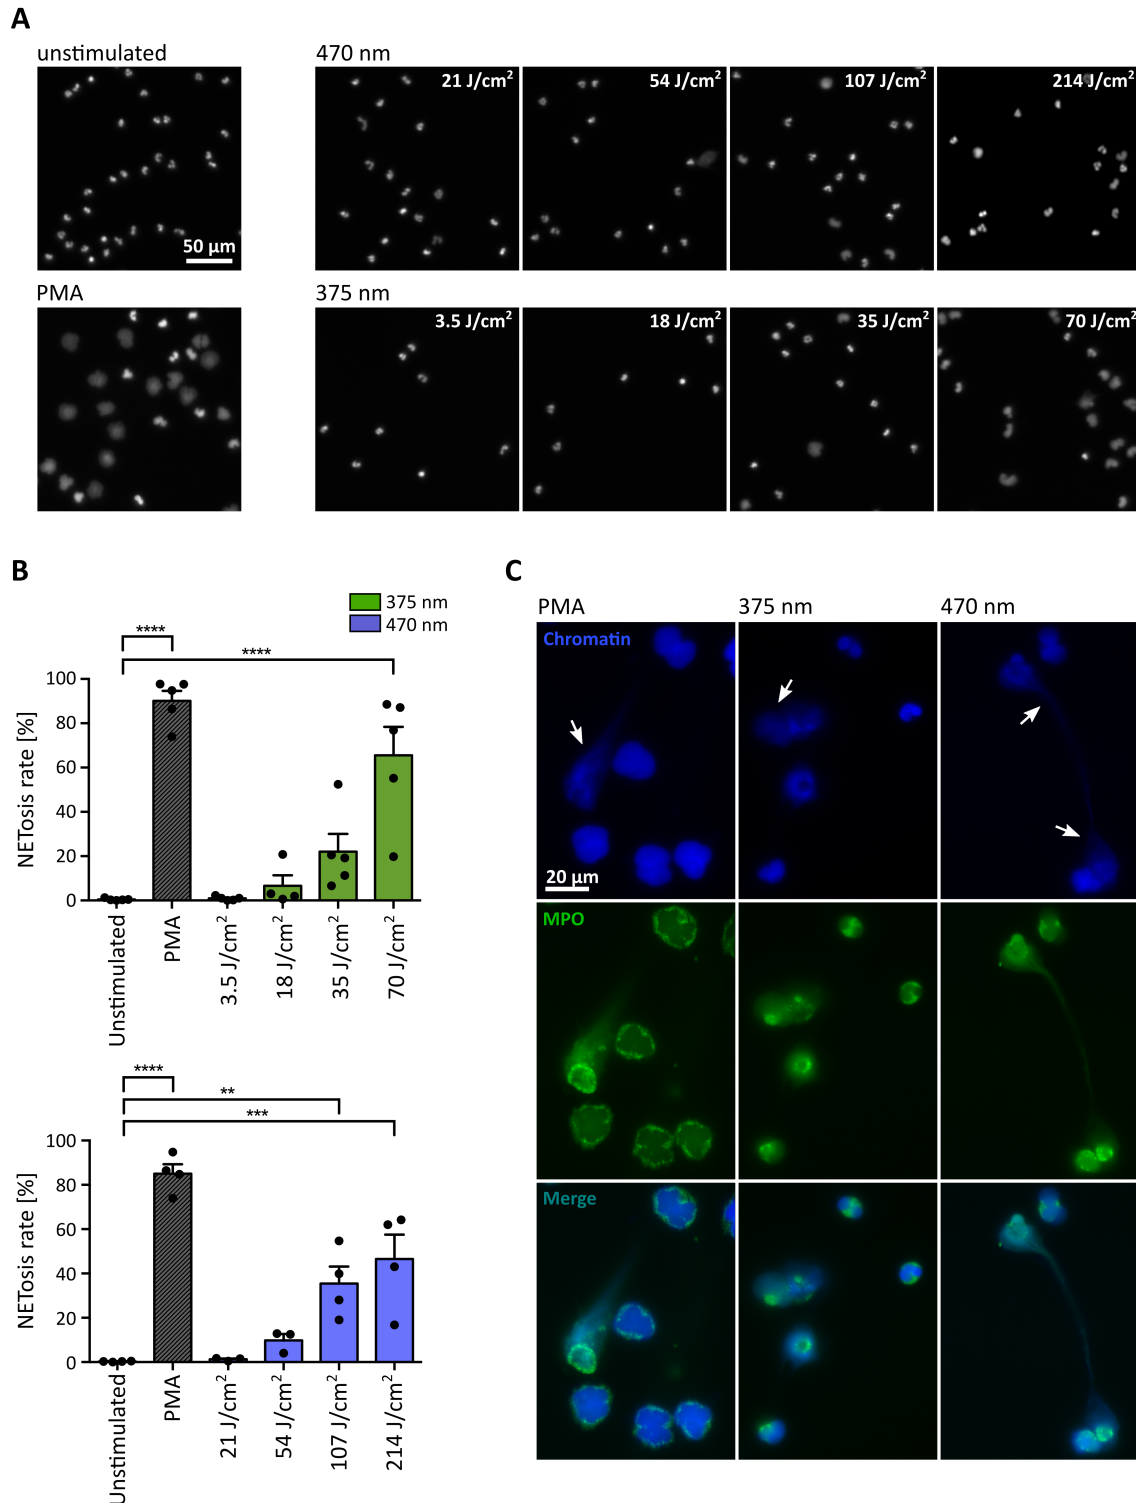 A
unstimulated
470 nm
21 J/cm²
54 J/cm²
107 J/cm²
214 J/cm²
50 µm
PMA
375 nm
3.5 J/cm²
18 J/cm²
35 J/cm²
70 J/cm²
B
375 nm
470 nm
****
****
NETosis rate [%]
100
80
60
40
20
0
Unstimulated
PMA
3.5 J/cm²
18 J/cm²
35 J/cm²
70 J/cm²
****
**
***
NETosis rate [%]
100
80
60
40
20
0
Unstimulated
PMA
21 J/cm²
54 J/cm²
107 J/cm²
214 J/cm²
C
PMA
375 nm
470 nm
Chromatin
20 µm
MPO
Merge